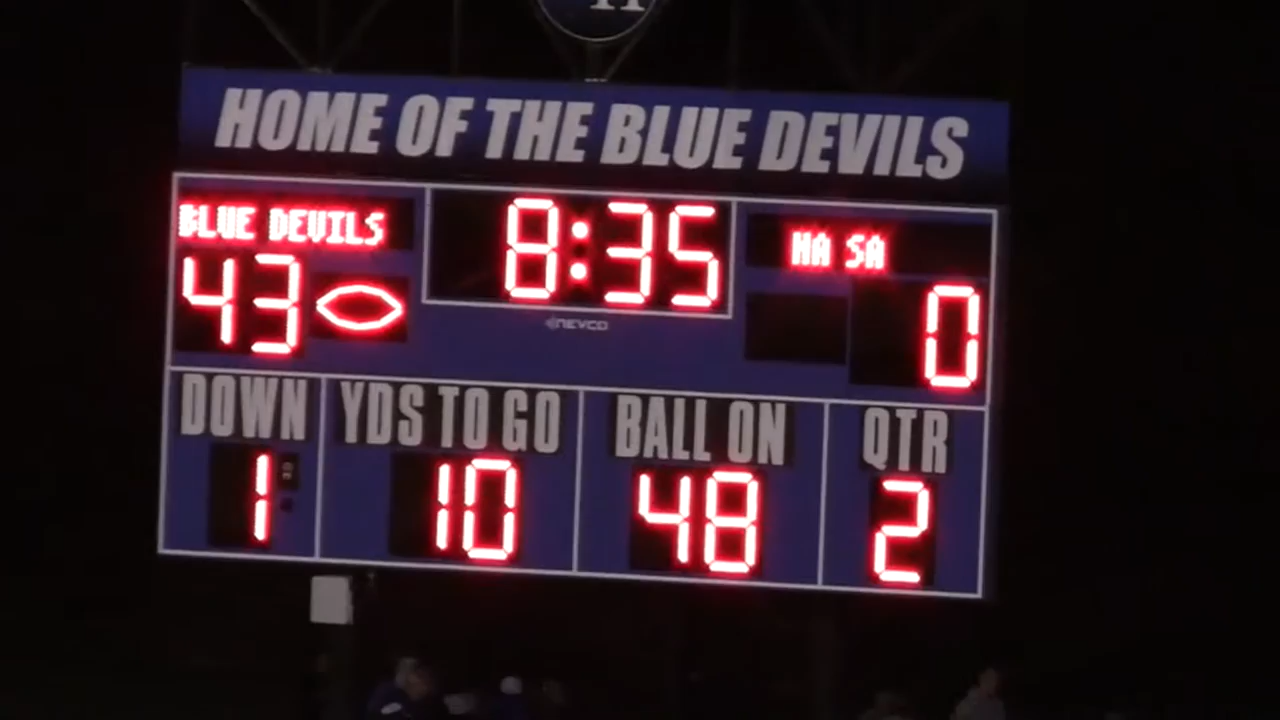 HOME OF THE BLUE DEVILS
BLUE DEVILS
8:35
HA SA
43
0
NEVCO
DOWN
YDS TO GO
BALL ON
QTR
1
10
48
2